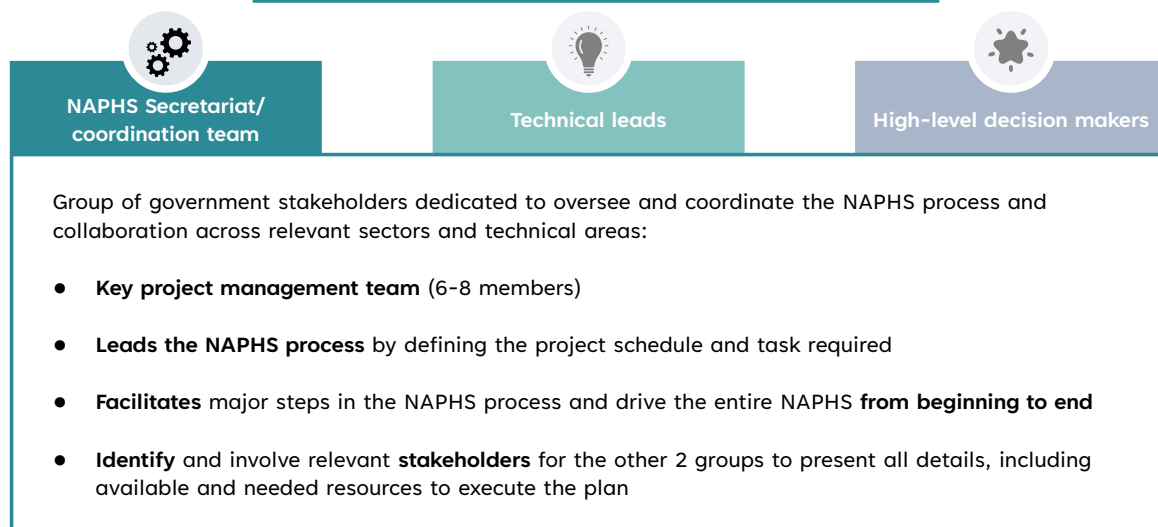 NAPHS Secretariat/
coordination team
Technical leads
High-level decision makers
Group of government stakeholders dedicated to oversee and coordinate the NAPHS process and
collaboration across relevant sectors and technical areas:
● Key project management team (6-8 members)
● Leads the NAPHS process by defining the project schedule and task required
● Facilitates major steps in the NAPHS process and drive the entire NAPHS from beginning to end
● Identify and involve relevant stakeholders for the other 2 groups to present all details, including
available and needed resources to execute the plan